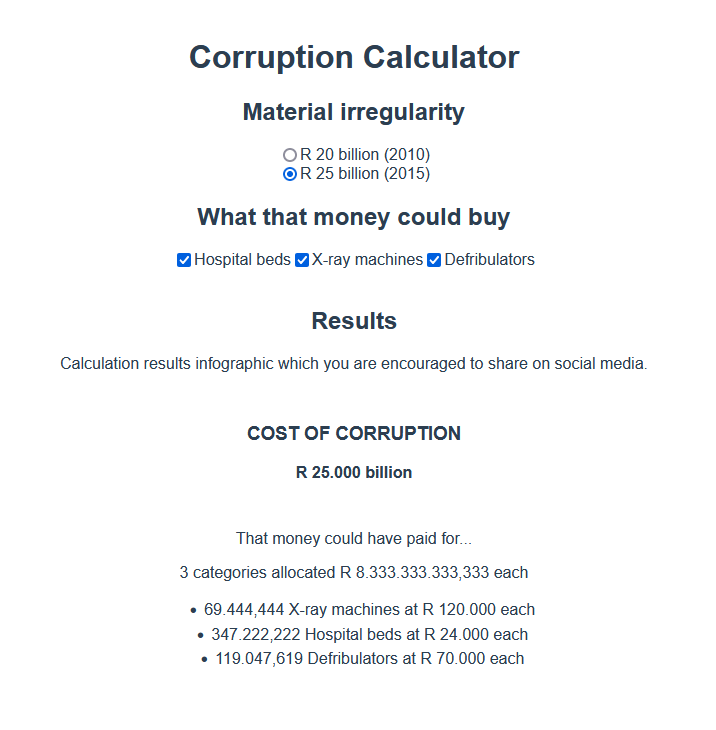 Corruption Calculator
Material irregularity
R 20 billion (2010)
R 25 billion (2015)
What that money could buy
Hospital beds X-ray machines Defribulators
Results
Calculation results infographic which you are encouraged to share on social media.
COST OF CORRUPTION
R 25.000 billion
That money could have paid for...
3 categories allocated R 8.333.333.333,333 each
• 69.444,444 X-ray machines at R 120.000 each
• 347.222,222 Hospital beds at R 24.000 each
• 119.047,619 Defribulators at R 70.000 each